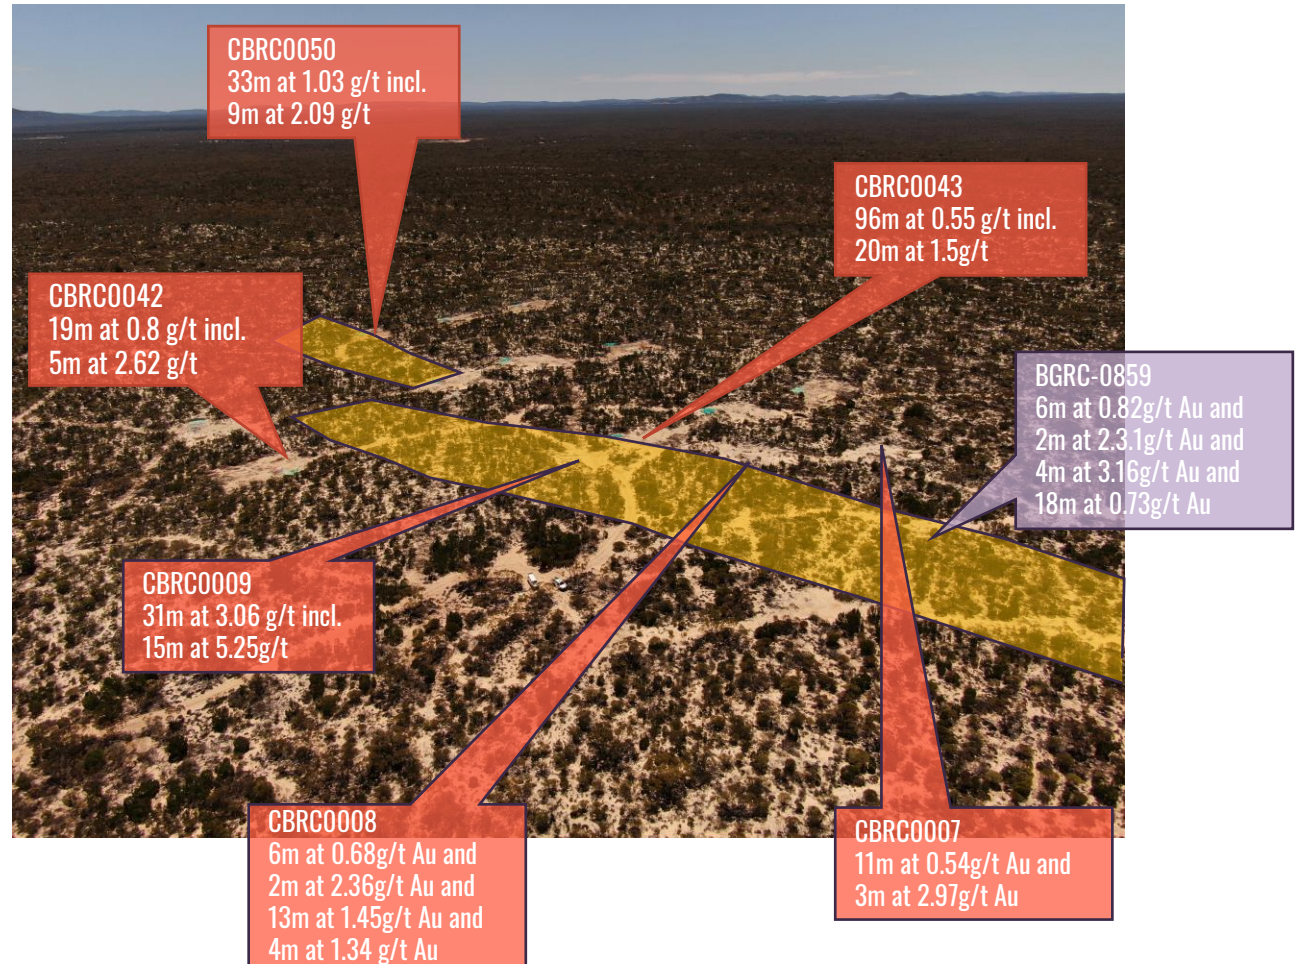 CBRC0050
33m at 1.03 g/t incl.
9m at 2.09 g/t
CBRC0043
96m at 0.55 g/t incl.
20m at 1.5g/t
CBRC0042
19m at 0.8 g/t incl.
5m at 2.62 g/t
BGRC-0859
6m at 0.82g/t Au and
2m at 2.3.1g/t Au and
4m at 3.16g/t Au and
18m at 0.73g/t Au
CBRC0009
31m at 3.06 g/t incl.
15m at 5.25g/t
CBRC0008
6m at 0.68g/t Au and
2m at 2.36g/t Au and
13m at 1.45g/t Au and
4m at 1.34 g/t Au
CBRC0007
11m at 0.54g/t Au and
3m at 2.97g/t Au